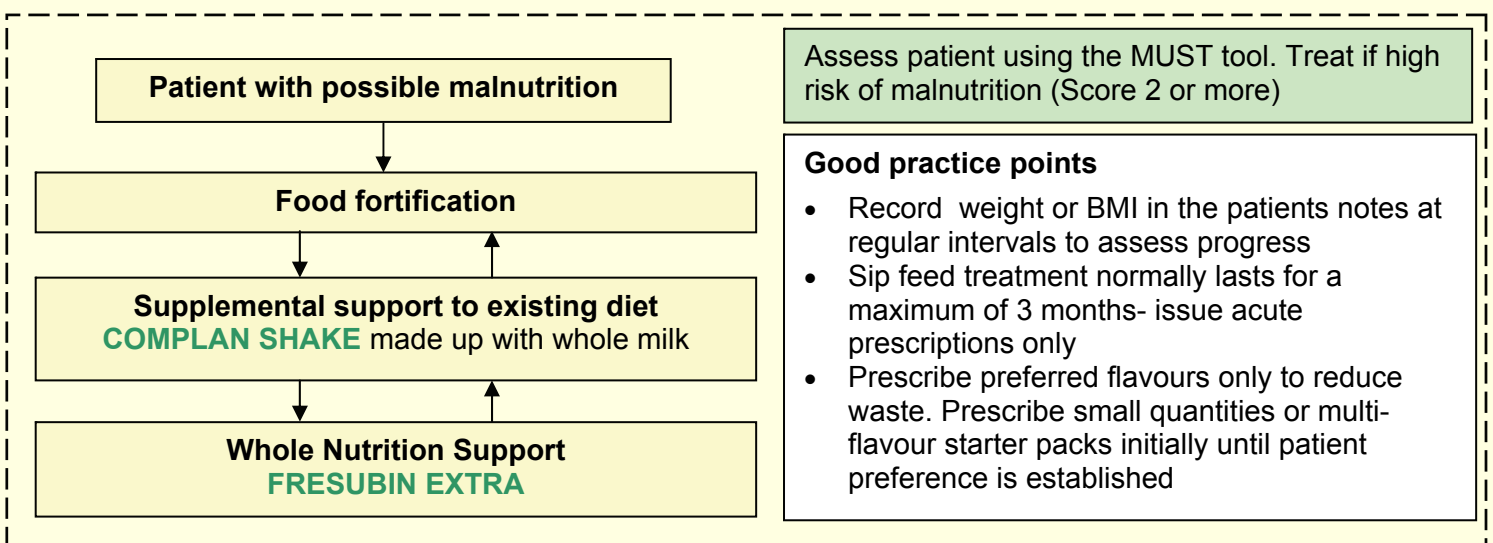 Patient with possible malnutrition
Food fortification
Supplemental support to existing diet
COMPLAN SHAKE made up with whole milk
Whole Nutrition Support
FRESUBIN EXTRA
Assess patient using the MUST tool. Treat if high
risk of malnutrition (Score 2 or more)
Good practice points
• Record weight or BMI in the patients notes at
regular intervals to assess progress
• Sip feed treatment normally lasts for a
maximum of 3 months- issue acute
prescriptions only
• Prescribe preferred flavours only to reduce
waste. Prescribe small quantities or multi-
flavour starter packs initially until patient
preference is established